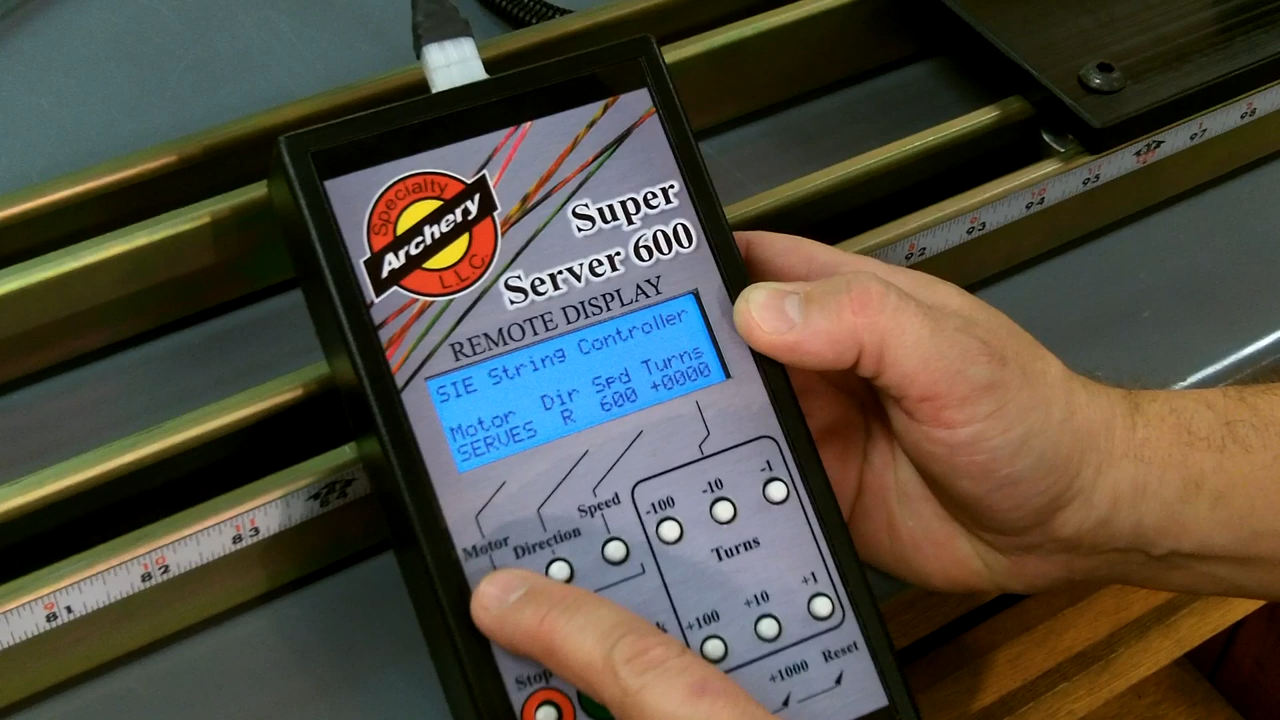 Specialty
Archery
L.L.C.
Super
Server 600
REMOTE DISPLAY
SIE String Controller
Motor Dir Spd Turns
SERVES R 600 +0000
Motor Direction Speed
-100 -10 -1
Turns
+100 +10 +1
Stop
+1000 Reset
81 82 83 84
92 93 94 95 97 98